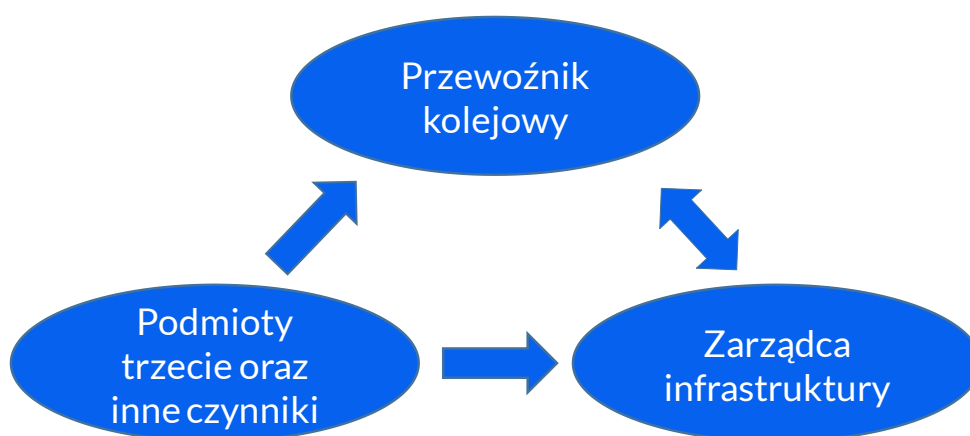 Przewoźnik
kolejowy
Podmioty
trzecie oraz
inne czynniki
Zarządca
infrastruktury